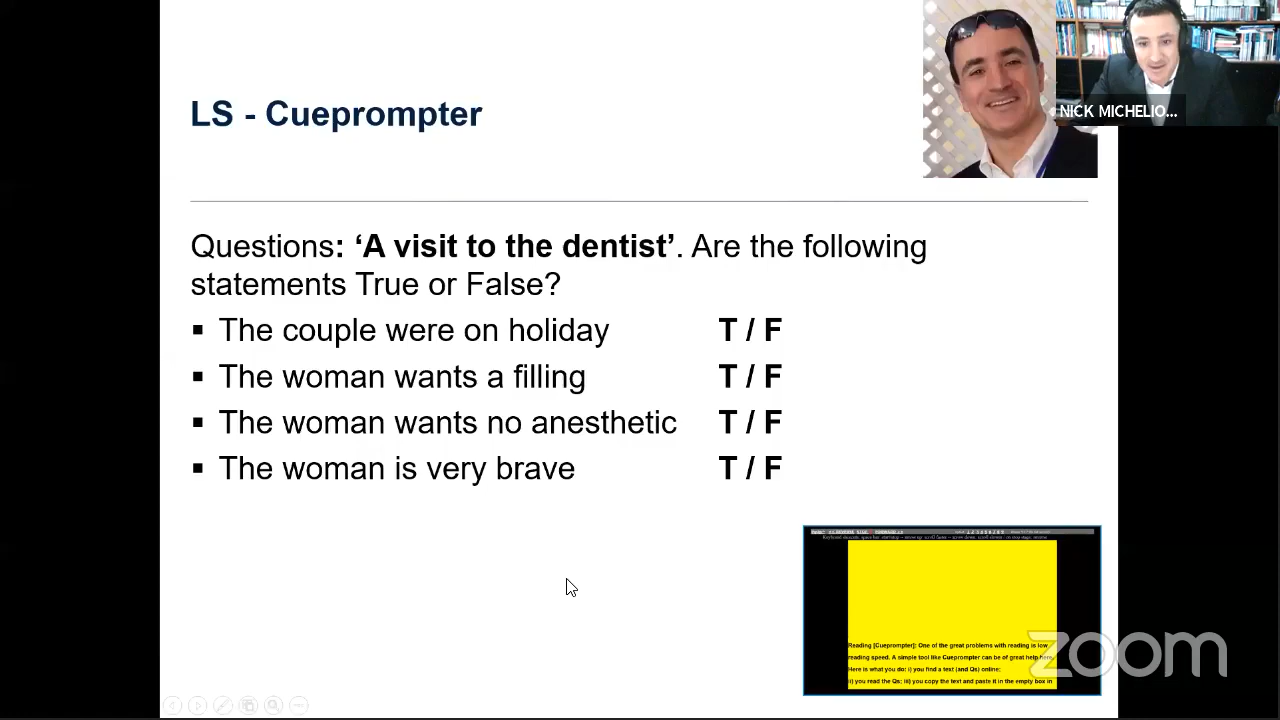 LS - Cueprompter
NICK MICHELIO...
Questions: ‘A visit to the dentist’. Are the following
statements True or False?
▪ The couple were on holiday T / F
▪ The woman wants a filling T / F
▪ The woman wants no anesthetic T / F
▪ The woman is very brave T / F
Reading [Cueprompter]: One of the great problems with reading is low
reading speed. A simple tool like Cueprompter can be of great help here.
Here is what you do: i) you find a text (and Qs) online;
ii) you read the Qs; iii) you copy the text and paste it in the empty box in
zoom